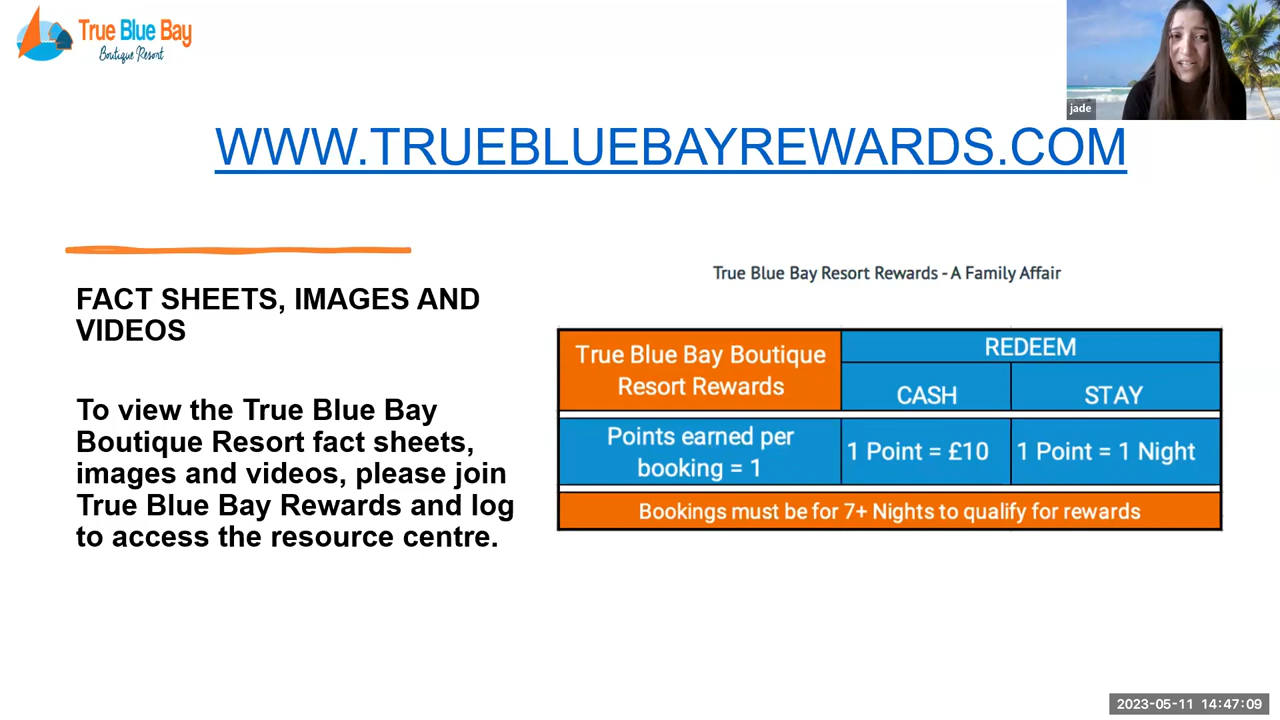 True Blue Bay
Boutique Resort
jade
WWW.TRUEBLUEBAYREWARDS.COM
FACT SHEETS, IMAGES AND
VIDEOS
To view the True Blue Bay
Boutique Resort fact sheets,
images and videos, please join
True Blue Bay Rewards and log
to access the resource centre.
True Blue Bay Resort Rewards - A Family Affair
True Blue Bay Boutique
Resort Rewards
REDEEM
CASH
STAY
Points earned per
booking = 1
1 Point = £10
1 Point = 1 Night
Bookings must be for 7+ Nights to qualify for rewards
2023-05-11 14:47:09